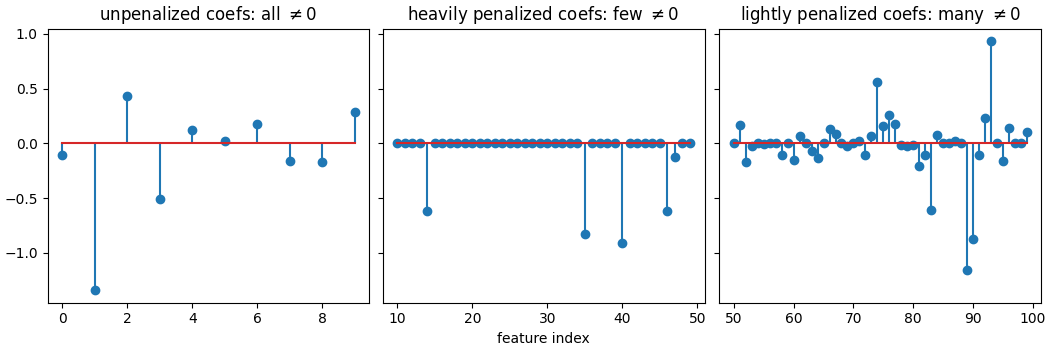 unpenalized coefs: all ≠0
heavily penalized coefs: few ≠0
lightly penalized coefs: many ≠0
1.0
0.5
0.0
−0.5
−1.0
0 2 4 6 8
10 20 30 40 50
50 60 70 80 90 100
feature index